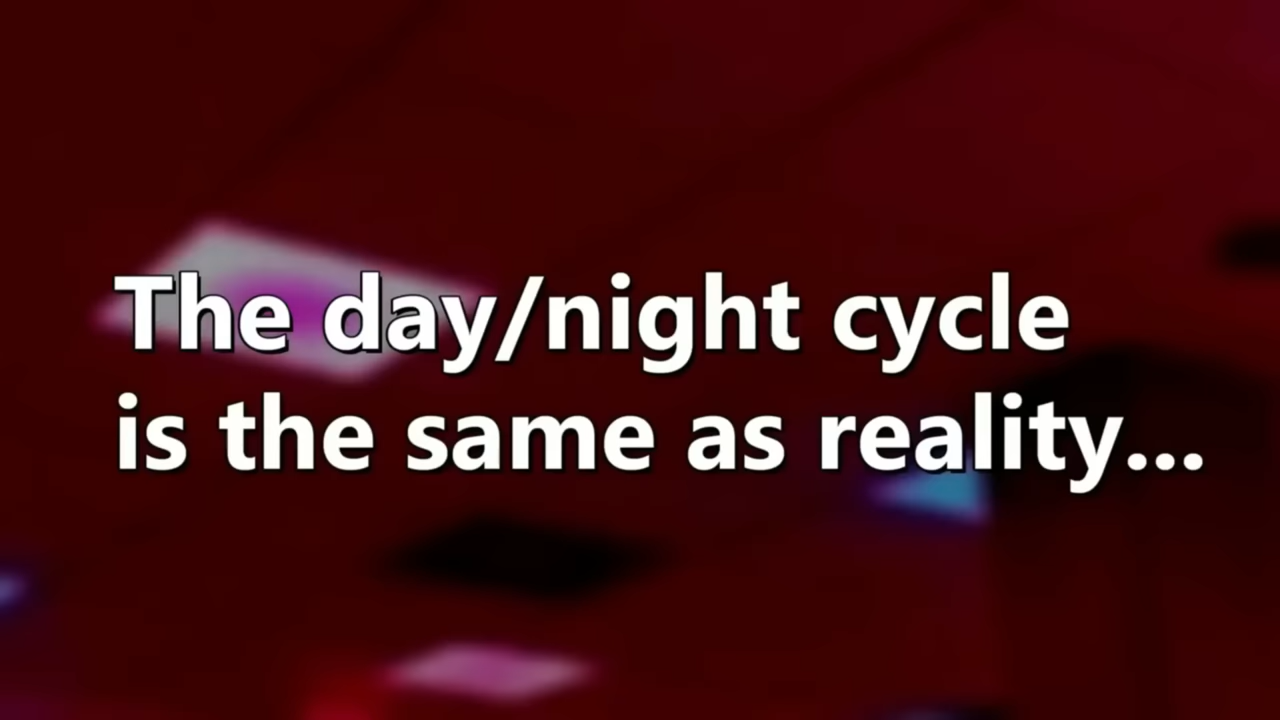 The day/night cycle
is the same as reality...